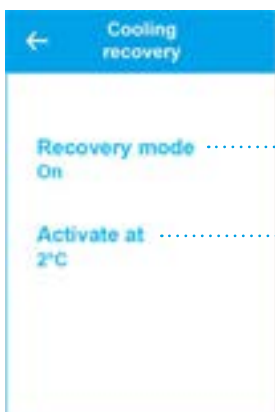 Cooling
recovery
Recovery mode
On
Activate at
2°C